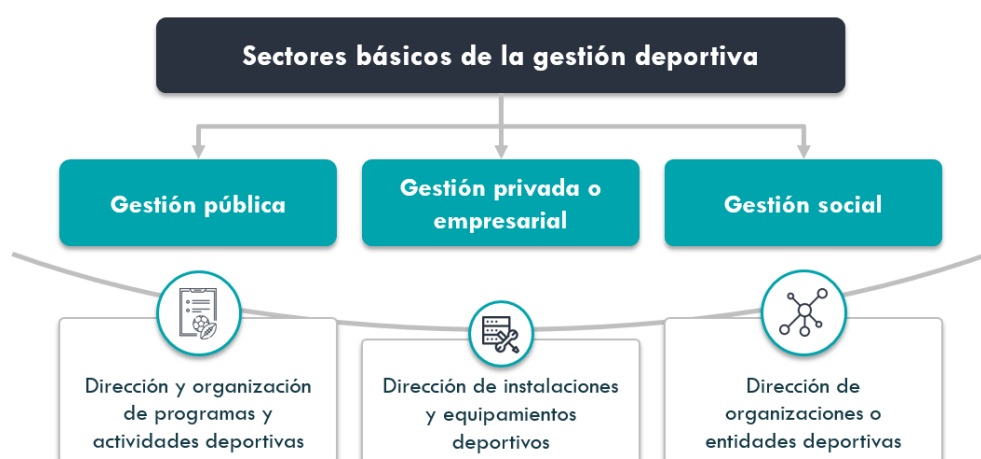 Sectores básicos de la gestión deportiva
Gestión pública
Gestión privada o
empresarial
Gestión social
Dirección y organización
de programas y
actividades deportivas
Dirección de instalaciones
y equipamientos
deportivos
Dirección de
organizaciones o
entidades deportivas